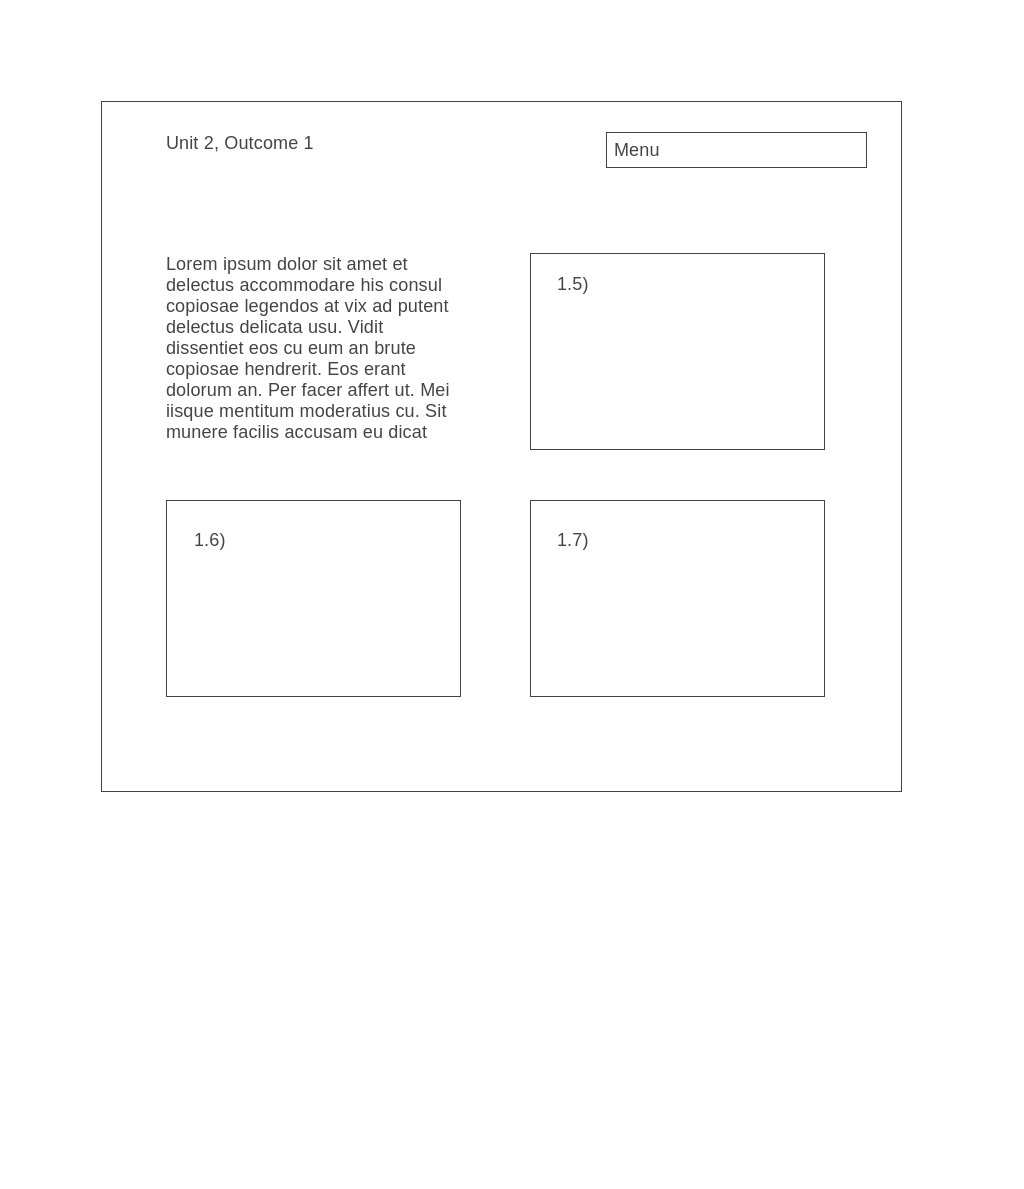 Unit 2, Outcome 1
Menu
Lorem ipsum dolor sit amet et
delectus accommodare his consul
copiosae legendos at vix ad putent
delectus delicata usu. Vidit
dissentiet eos cu eum an brute
copiosae hendrerit. Eos erant
dolorum an. Per facer affert ut. Mei
iisque mentitum moderatius cu. Sit
munere facilis accusam eu dicat
1.5)
1.6)
1.7)